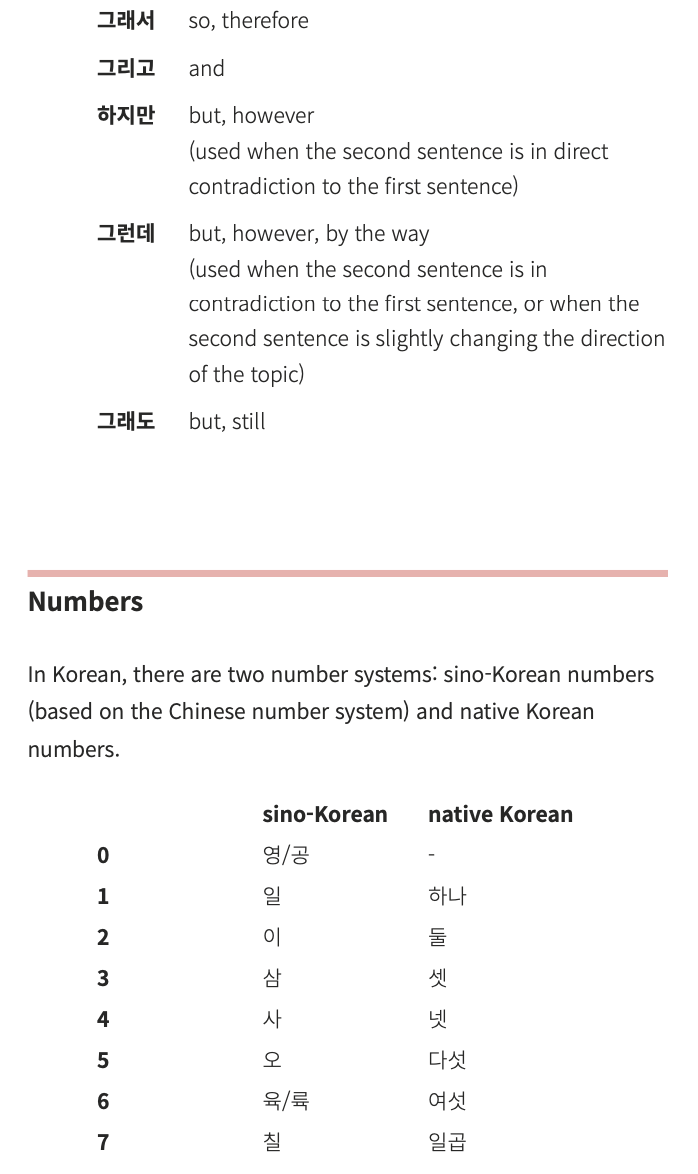 그래서 so, therefore
그리고 and
하지만 but, however
(used when the second sentence is in direct
contradiction to the first sentence)
그런데 but, however, by the way
(used when the second sentence is in
contradiction to the first sentence, or when the
second sentence is slightly changing the direction
of the topic)
그래도 but, still
Numbers
In Korean, there are two number systems: sino-Korean numbers
(based on the Chinese number system) and native Korean
numbers.
sino-Korean native Korean
0 영/공 -
1 일 하나
2 이 둘
3 삼 셋
4 사 넷
5 오 다섯
6 육/륙 여섯
7 칠 일곱